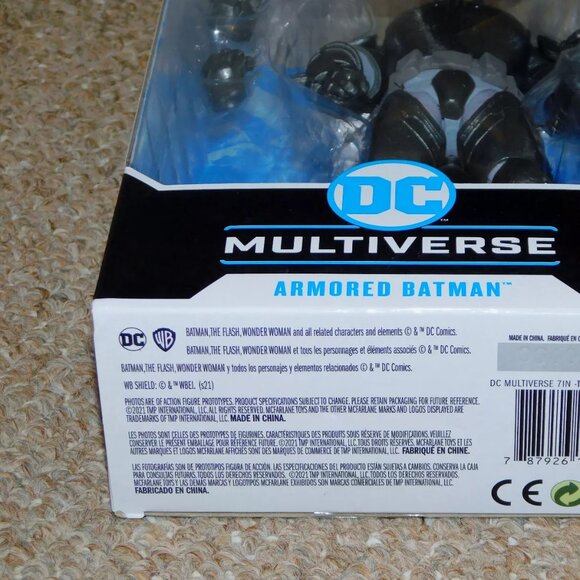 DC
™
MULTIVERSE
ARMORED BATMAN™
DC WB BATMAN,THE FLASH,WONDER WOMAN and all related characters and elements © & ™ DC Comics.
BATMAN,THE FLASH,WONDER WOMAN et tous les personnages et éléments associés © & ™ DC Comics.
BATMAN,THE FLASH,WONDER WOMAN y todos los personajes y elementos relacionados © & ™ DC Comics.
WB SHIELD: © & ™ WBEI. (s21)
PHOTOS ARE OF ACTION FIGURE PROTOTYPES. PRODUCT SPECIFICATIONS SUBJECT TO CHANGE. PLEASE RETAIN PACKAGING FOR FUTURE REFERENCE.
©2021 TMP INTERNATIONAL, LLC. ALL RIGHTS RESERVED. MCFARLANE TOYS AND THE OTHER MCFARLANE MARKS AND LOGOS DISPLAYED ARE
TRADEMARKS OF TMP INTERNATIONAL, LLC. MADE IN CHINA.
LES PHOTOS SONT CELLES DES PROTOTYPES DE FIGURINES. CARACTÉRISTIQUES DES PRODUITS SOUS RÉSERVE DE MODIFICATIONS. VEUILLEZ
CONSERVER LE PRÉSENT EMBALLAGE POUR RÉFÉRENCE FUTURE. ©2021 TMP INTERNATIONAL, LLC.TOUS DROITS RÉSERVÉS. MCFARLANE TOYS ET LES
AUTRES MARQUES ET LOGOS MCFARLANE AFFICHÉS SONT DES MARQUES DE COMMERCE DE TMP INTERNATIONAL, LLC. FABRIQUÉ EN CHINE.
LAS FOTOGRAFÍAS SON DE PROTOTIPOS FIGURA DE ACCIÓN. LAS ESPECIFICACIONES DEL PRODUCTO ESTÁN SUJETAS A CAMBIOS. CONSERVA LA CAJA
PARA CONSULTAS FUTURAS. TODOS LOS DERECHOS RESERVADOS. ©2021 TMP INTERNATIONAL, LLC. TODOS LOS DERECHOS RESERVADOS.
MCFARLANE TOYS Y LAS DEMÁS MARCAS Y LOGOTIPOS MCFARLANE EXHIBIDOS SON MARCAS COMERCIALES DE TMP INTERNATIONAL, LLC.
FABRICADO EN CHINA.
MADE IN CHINA. FABRIQUÉ EN C
DC MULTIVERSE 7IN
7 87926
CE